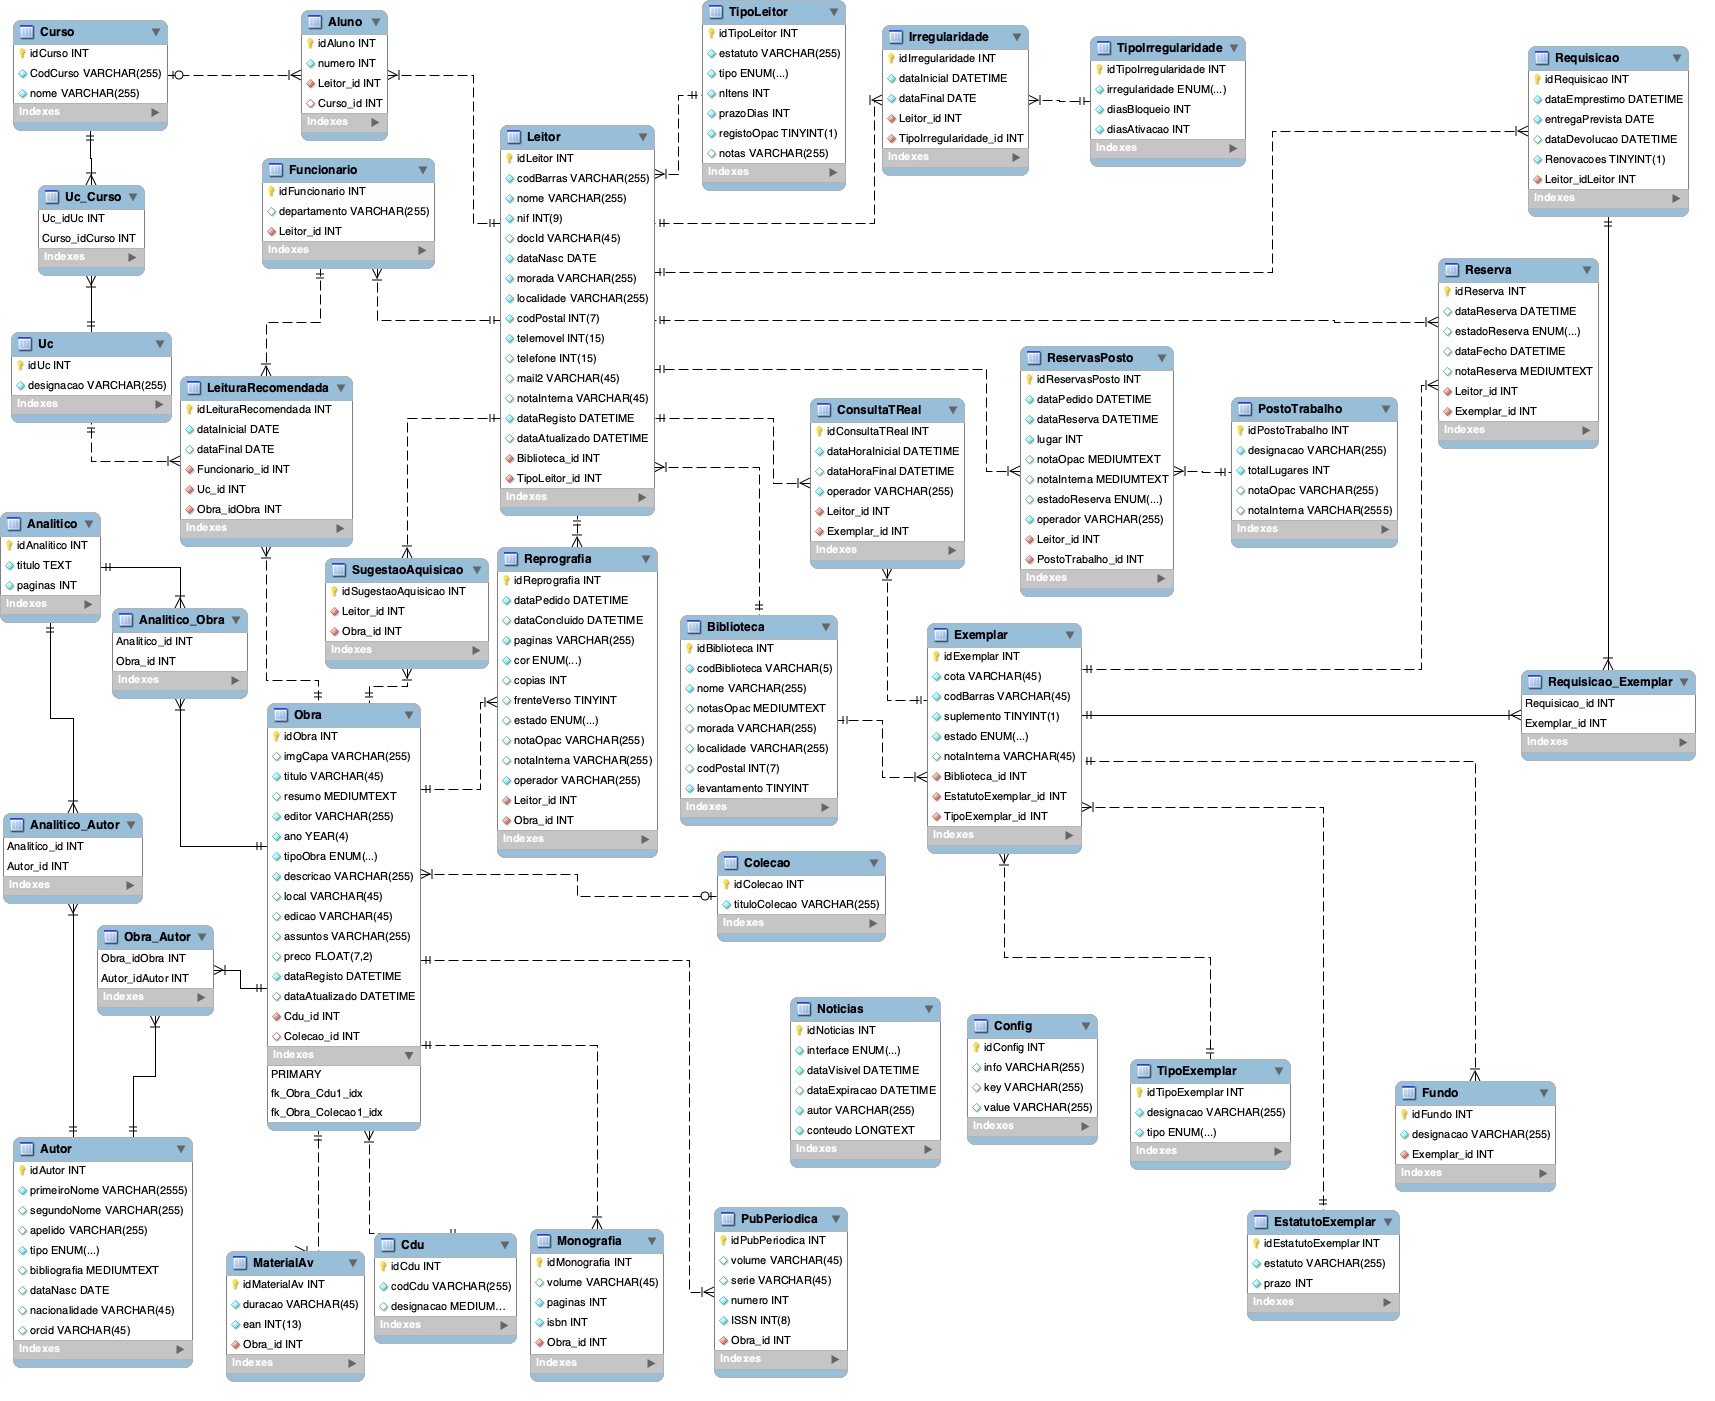 Curso
idCurso INT
CodCurso VARCHAR(255)
nome VARCHAR(255)
Indexes
Aluno
idAluno INT
numero INT
Leitor_id INT
Curso_id INT
Indexes
TipoLeitor
idTipoLeitor INT
estatuto VARCHAR(255)
tipo ENUM(...)
nItens INT
prazoDias INT
registoOpac TINYINT(1)
notas VARCHAR(255)
Indexes
Irregularidade
idIrregularidade INT
dataInicial DATETIME
dataFinal DATE
Leitor_id INT
TipoIrregularidade_id INT
Indexes
TipoIrregularidade
idTipoIrregularidade INT
irregularidade ENUM(...)
diasBloqueio INT
diasAtivacao INT
Indexes
Requisicao
idRequisicao INT
dataEmprestimo DATETIME
entregaPrevista DATE
dataDevolucao DATETIME
Renovacoes TINYINT(1)
Leitor_idLeitor INT
Indexes
Uc_Curso
Uc_idUc INT
Curso_idCurso INT
Indexes
Funcionario
idFuncionario INT
departamento VARCHAR(255)
Leitor_id INT
Indexes
Leitor
idLeitor INT
codBarras VARCHAR(255)
nome VARCHAR(255)
nif INT(9)
docId VARCHAR(45)
dataNasc DATE
morada VARCHAR(255)
localidade VARCHAR(255)
codPostal INT(7)
telemovel INT(15)
telefone INT(15)
mail2 VARCHAR(45)
notaInterna VARCHAR(45)
dataRegisto DATETIME
dataAtualizado DATETIME
Biblioteca_id INT
TipoLeitor_id INT
Indexes
Reserva
idReserva INT
dataReserva DATETIME
estadoReserva ENUM(...)
dataFecho DATETIME
notaReserva MEDIUMTEXT
Leitor_id INT
Exemplar_id INT
Indexes
Uc
idUc INT
designacao VARCHAR(255)
Indexes
LeituraRecomendada
idLeituraRecomendada INT
dataInicial DATE
dataFinal DATE
Funcionario_id INT
Uc_id INT
Obra_idObra INT
Indexes
ConsultaTReal
idConsultaTReal INT
dataHoraInicial DATETIME
dataHoraFinal DATETIME
operador VARCHAR(255)
Leitor_id INT
Exemplar_id INT
Indexes
ReservasPosto
idReservasPosto INT
dataPedido DATETIME
dataReserva DATETIME
lugar INT
notaOpac MEDIUMTEXT
notaInterna MEDIUMTEXT
estadoReserva ENUM(...)
operador VARCHAR(255)
Leitor_id INT
PostoTrabalho_id INT
Indexes
PostoTrabalho
idPostoTrabalho INT
designacao VARCHAR(255)
totalLugares INT
notaOpac VARCHAR(255)
notaInterna VARCHAR(2555)
Indexes
Analitico
idAnalitico INT
titulo TEXT
paginas INT
Indexes
Analitico_Obra
Analitico_id INT
Obra_id INT
Indexes
SugestaoAquisicao
idSugestaoAquisicao INT
Leitor_id INT
Obra_id INT
Indexes
Reprografia
idReprografia INT
dataPedido DATETIME
dataConcluido DATETIME
paginas VARCHAR(255)
cor ENUM(...)
copias INT
frenteVerso TINYINT
estado ENUM(...)
notaOpac VARCHAR(255)
notaInterna VARCHAR(255)
operador VARCHAR(255)
Leitor_id INT
Obra_id INT
Indexes
Biblioteca
idBiblioteca INT
codBiblioteca VARCHAR(5)
nome VARCHAR(255)
notasOpac MEDIUMTEXT
morada VARCHAR(255)
localidade VARCHAR(255)
codPostal INT(7)
levantamento TINYINT
Indexes
Exemplar
idExemplar INT
cota VARCHAR(45)
codBarras VARCHAR(45)
suplemento TINYINT(1)
estado ENUM(...)
notaInterna VARCHAR(45)
Biblioteca_id INT
EstatutoExemplar_id INT
TipoExemplar_id INT
Indexes
Requisicao_Exemplar
Requisicao_id INT
Exemplar_id INT
Indexes
Obra
idObra INT
imgCapa VARCHAR(255)
titulo VARCHAR(45)
resumo MEDIUMTEXT
editor VARCHAR(255)
ano YEAR(4)
tipoObra ENUM(...)
descricao VARCHAR(255)
local VARCHAR(45)
edicao VARCHAR(45)
assuntos VARCHAR(255)
preco FLOAT(7,2)
dataRegisto DATETIME
dataAtualizado DATETIME
Cdu_id INT
Colecao_id INT
Indexes
PRIMARY
fk_Obra_Cdu1_idx
fk_Obra_Colecao1_idx
Analitico_Autor
Analitico_id INT
Autor_id INT
Indexes
Colecao
idColecao INT
tituloColecao VARCHAR(255)
Indexes
Obra_Autor
Obra_idObra INT
Autor_idAutor INT
Indexes
Noticias
idNoticias INT
interface ENUM(...)
dataVisivel DATETIME
dataExpiracao DATETIME
autor VARCHAR(255)
conteudo LONGTEXT
Indexes
Config
idConfig INT
info VARCHAR(255)
key VARCHAR(255)
value VARCHAR(255)
Indexes
TipoExemplar
idTipoExemplar INT
designacao VARCHAR(255)
tipo ENUM(...)
Indexes
Fundo
idFundo INT
designacao VARCHAR(255)
Exemplar_id INT
Indexes
Autor
idAutor INT
primeiroNome VARCHAR(2555)
segundoNome VARCHAR(255)
apelido VARCHAR(255)
tipo ENUM(...)
bibliografia MEDIUMTEXT
dataNasc DATE
nacionalidade VARCHAR(45)
orcid VARCHAR(45)
Indexes
MaterialAv
idMaterialAv INT
duracao VARCHAR(45)
ean INT(13)
Obra_id INT
Indexes
Cdu
idCdu INT
codCdu VARCHAR(255)
designacao MEDIUM...
Indexes
Monografia
idMonografia INT
volume VARCHAR(45)
paginas INT
isbn INT
Obra_id INT
Indexes
PubPeriodica
idPubPeriodica INT
volume VARCHAR(45)
serie VARCHAR(45)
numero INT
ISSN INT(8)
Obra_id INT
Indexes
EstatutoExemplar
idEstatutoExemplar INT
estatuto VARCHAR(255)
prazo INT
Indexes